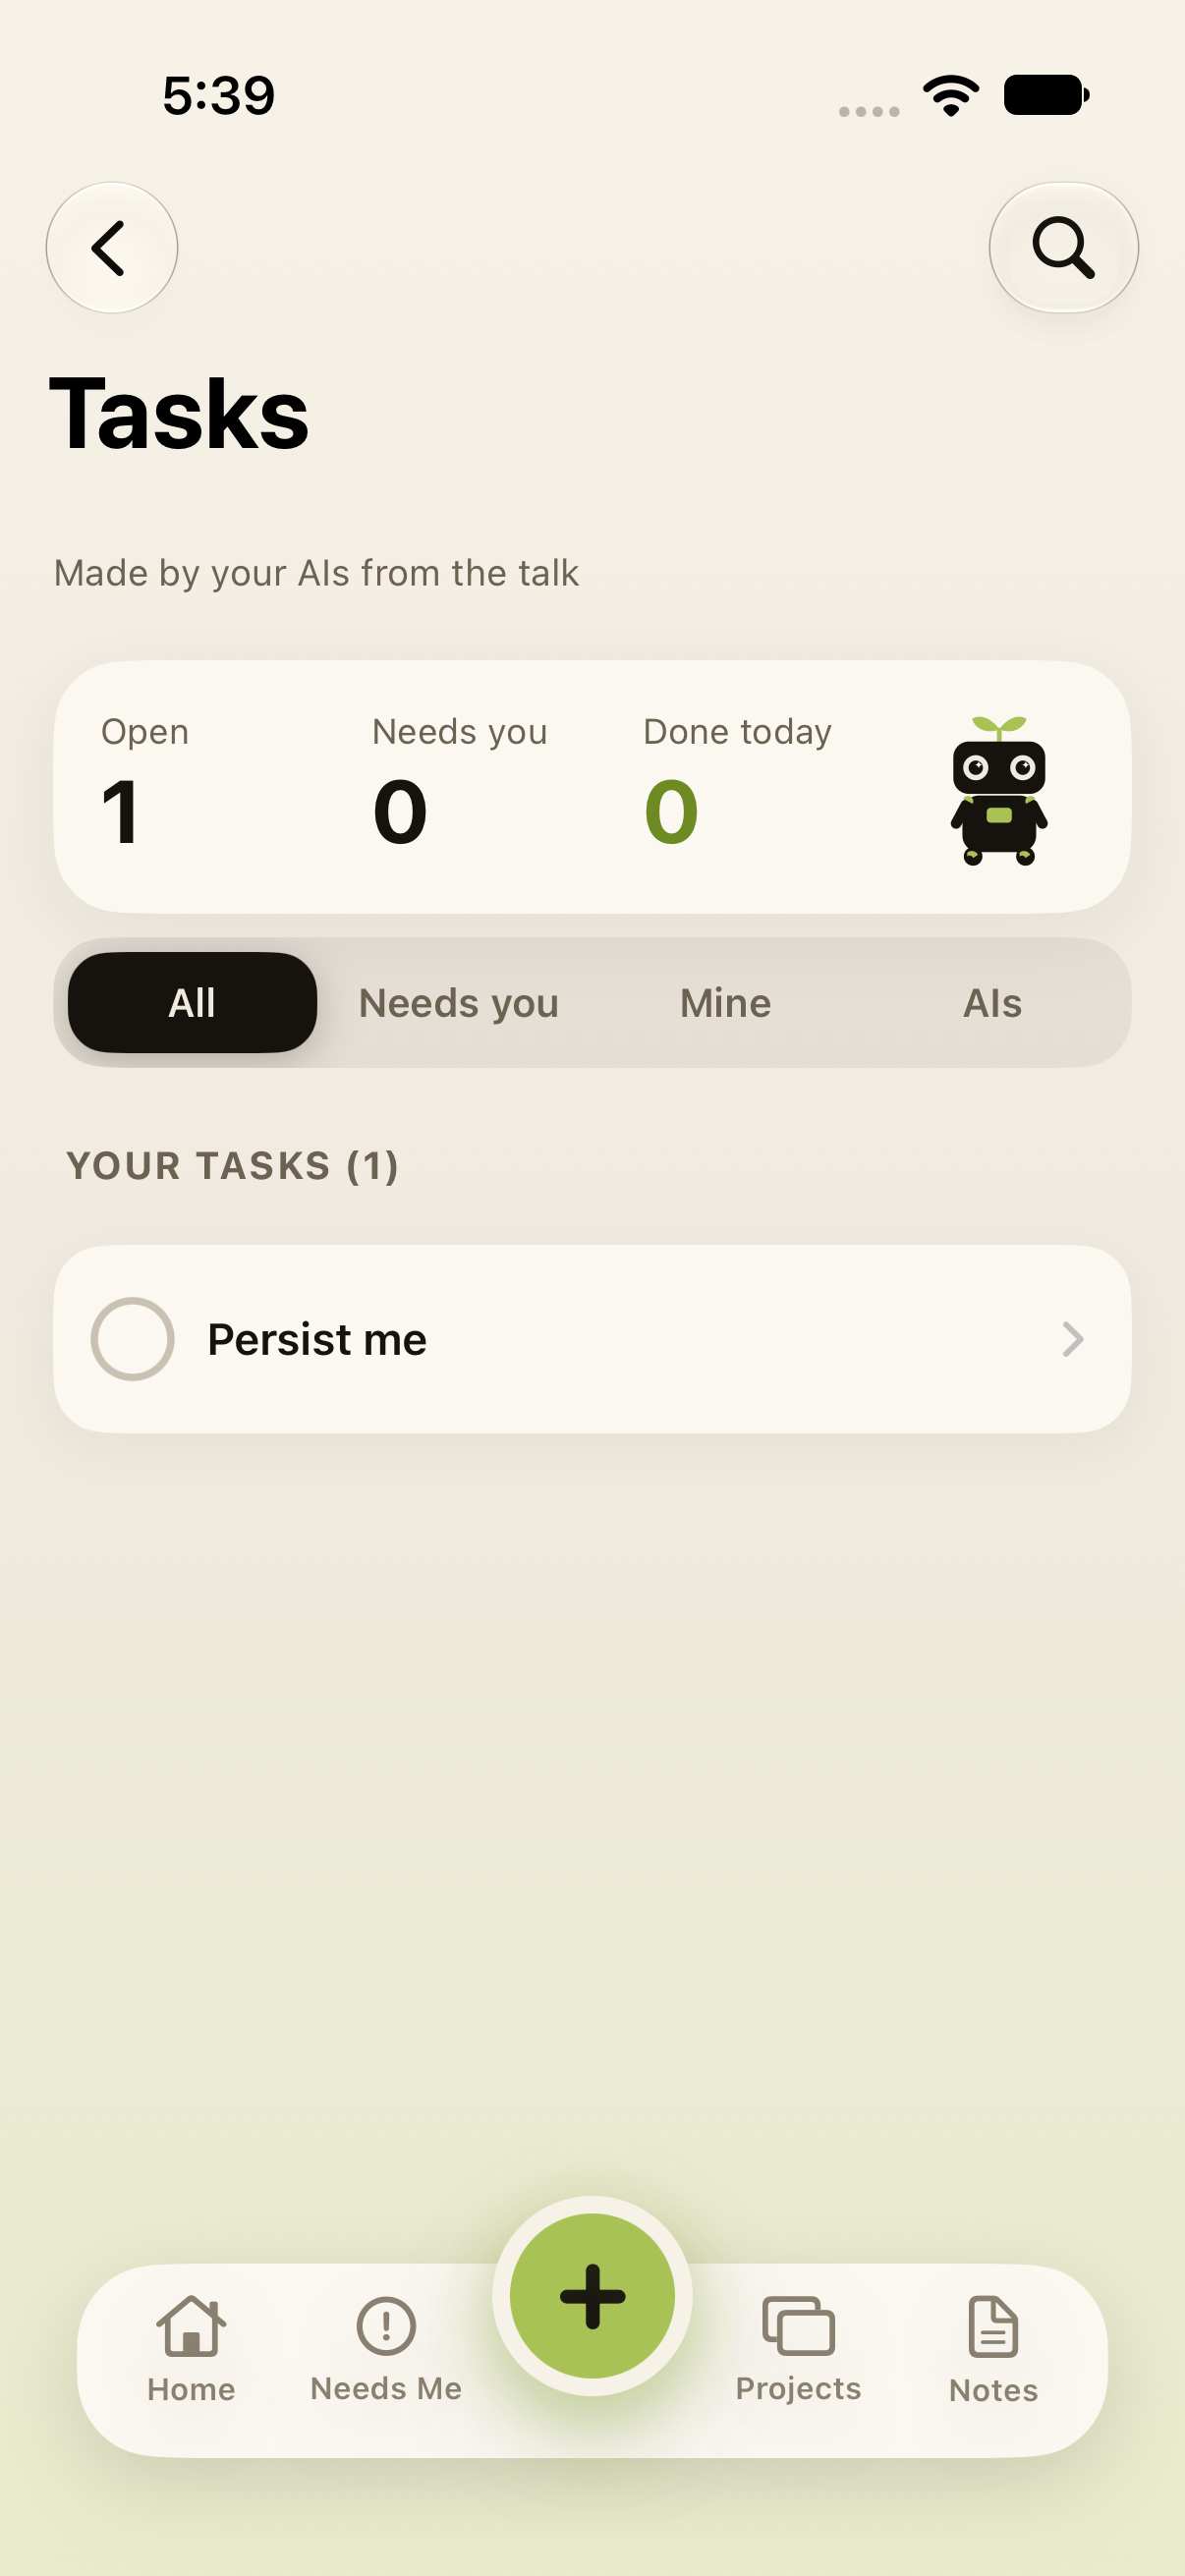 5:39
Tasks
Made by your AIs from the talk
Open Needs you Done today
1 0 0
All Needs you Mine AIs
YOUR TASKS (1)
Persist me
Home Needs Me Projects Notes